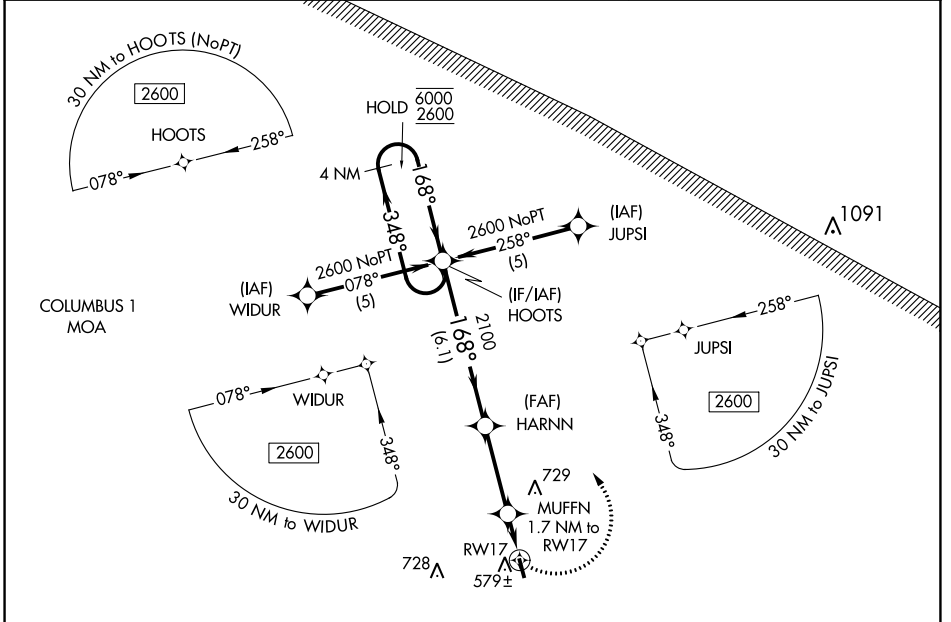 30 NM to HOOTS (NoPT)
2600
HOOTS
078°
258°
HOLD 6000
2600
4 NM
168°
348°
2600 NoPT
258°
(5)
(IAF)
JUPSI
1091
2600 NoPT
078°
(5)
(IAF)
WIDUR
(IF/IAF)
HOOTS
COLUMBUS 1
MOA
2100
168°
(6.1)
258°
JUPSI
348°
2600
30 NM to JUPSI
078°
WIDUR
348°
2600
30 NM to WIDUR
(FAF)
HARNN
729
MUFFN
1.7 NM to
RW17
RW17
728
579±